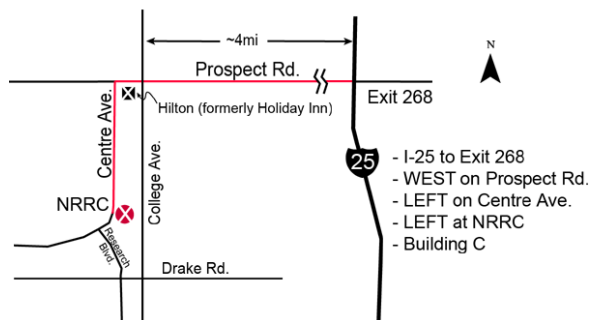 ~4mi
N
Prospect Rd.
Exit 268
Hilton (formerly Holiday Inn)
Centre Ave.
College Ave.
25
- I-25 to Exit 268
- WEST on Prospect Rd.
- LEFT on Centre Ave.
- LEFT at NRRC
- Building C
NRRC
Research
Blvd.
Drake Rd.